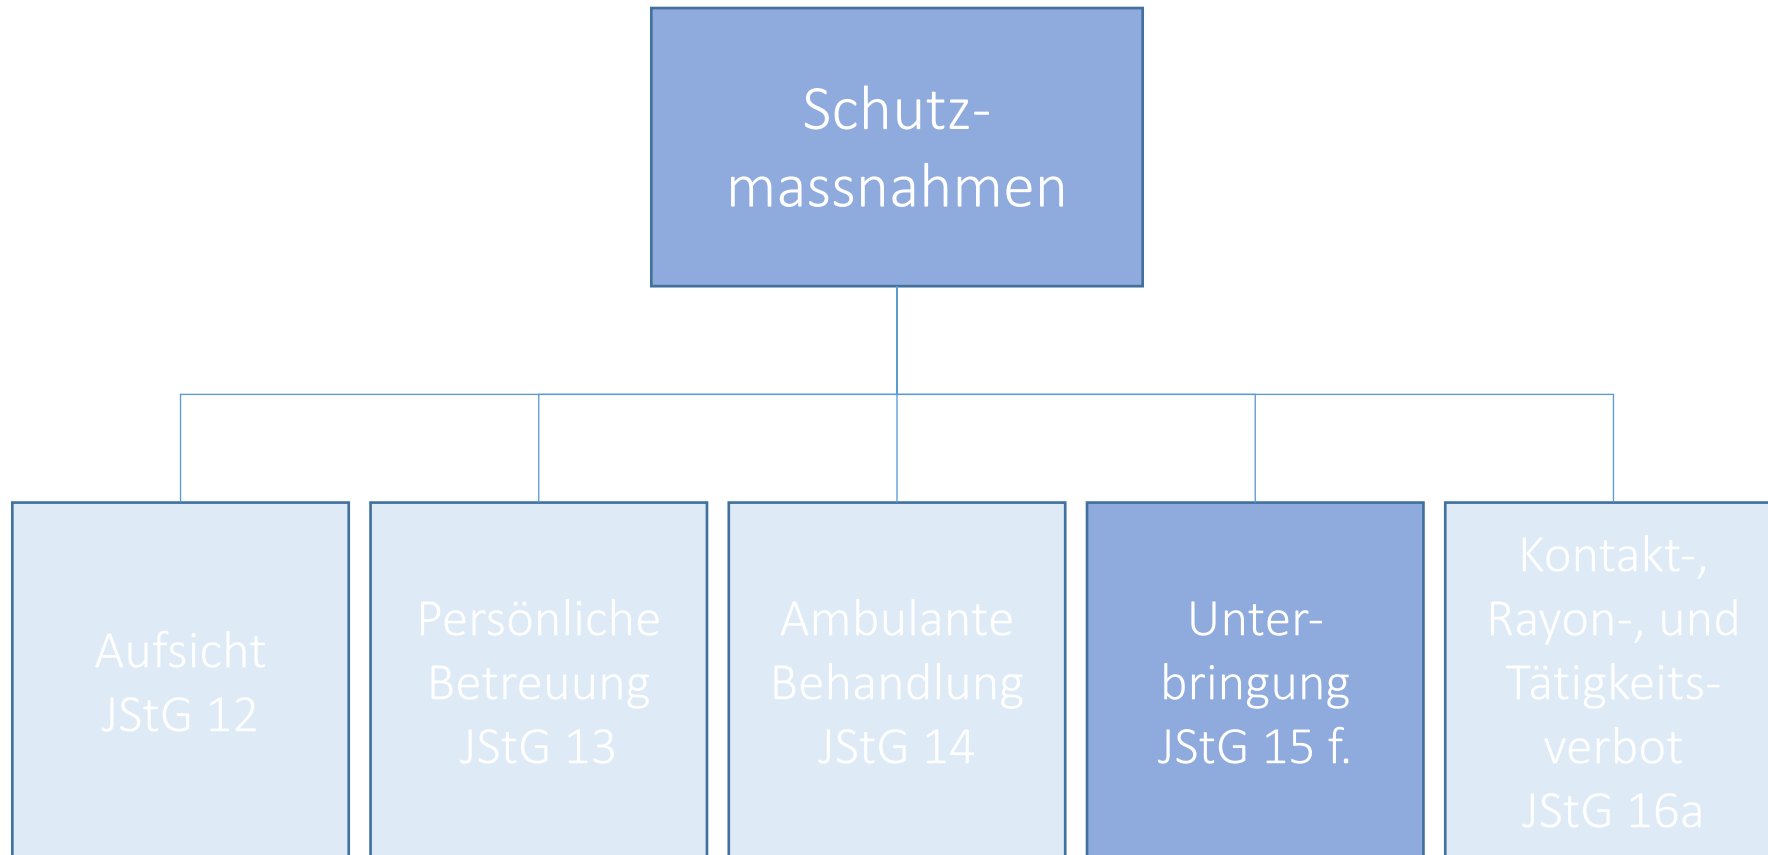 Schutz-
massnahmen
Aufsicht
JStG 12
Persönliche
Betreuung
JStG 13
Ambulante
Behandlung
JStG 14
Unter-
bringung
JStG 15 f.
Kontakt-,
Rayon-, und
Tätigkeits-
verbot
JStG 16a